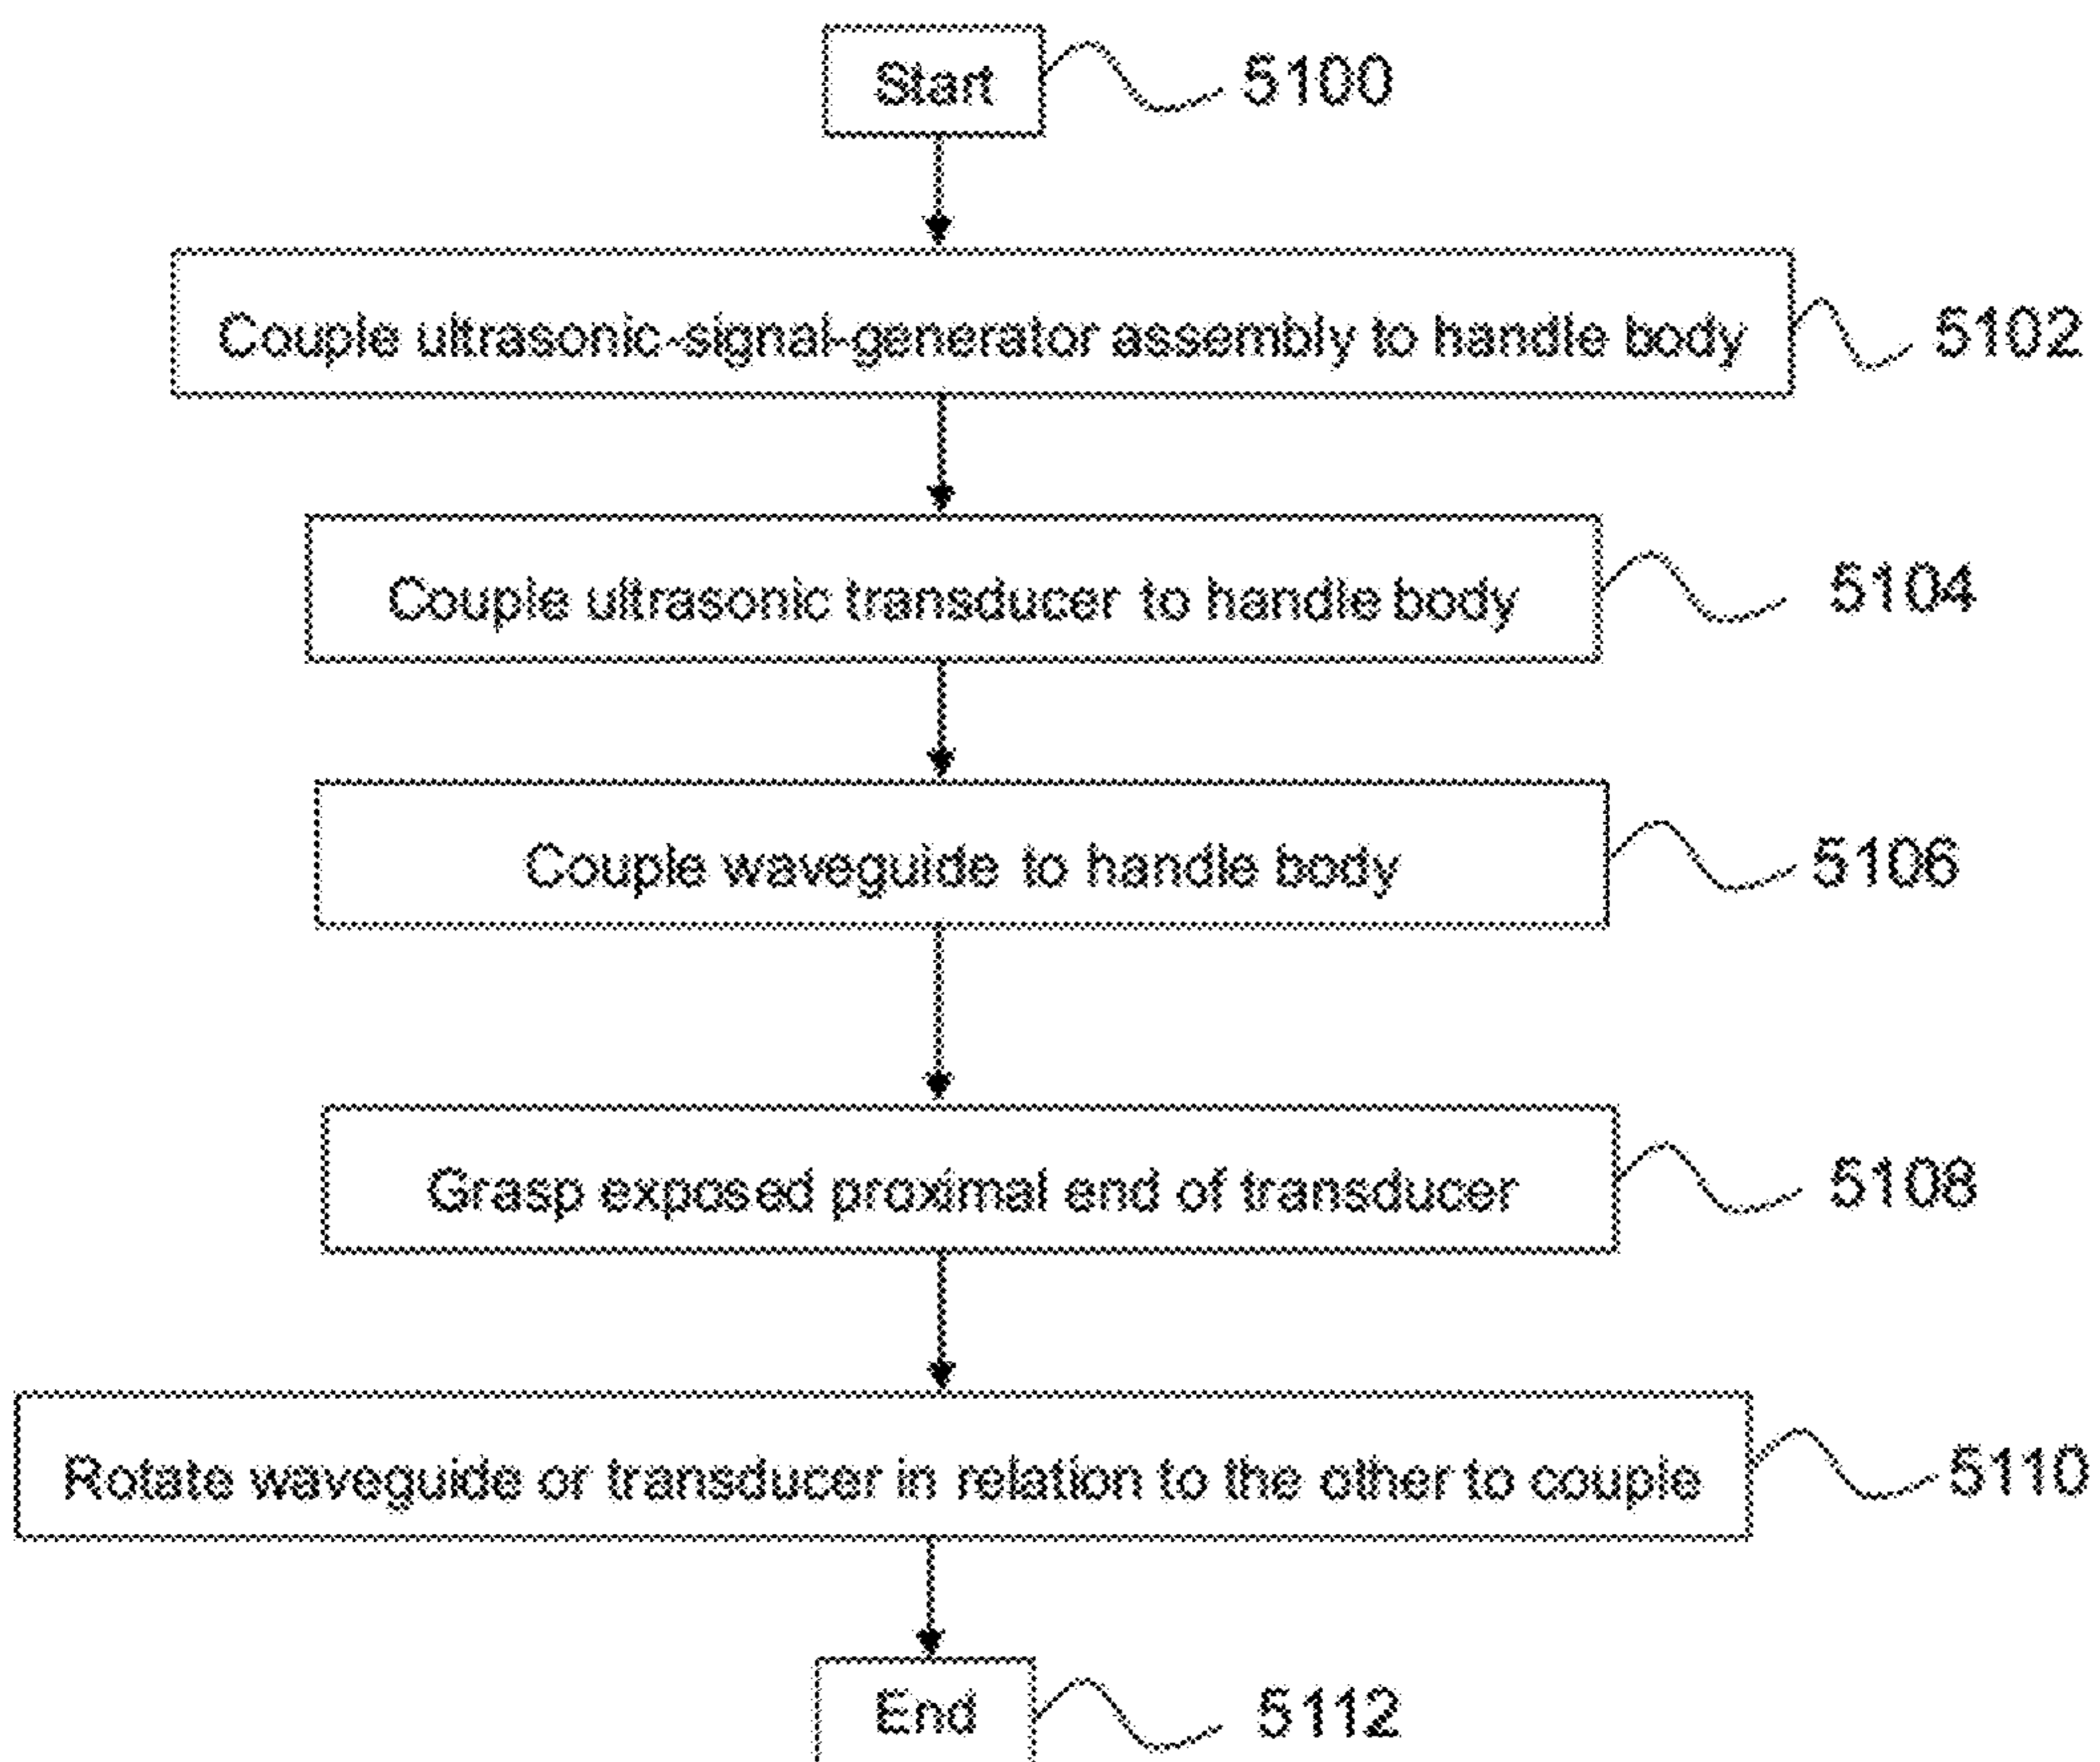 Start
5100
Couple ultrasonic-signal-generator assembly to handle body
5102
Couple ultrasonic transducer to handle body
5104
Couple waveguide to handle body
5106
Grasp exposed proximal end of transducer
5108
Rotate waveguide or transducer in relation to the other to couple
5110
End
5112